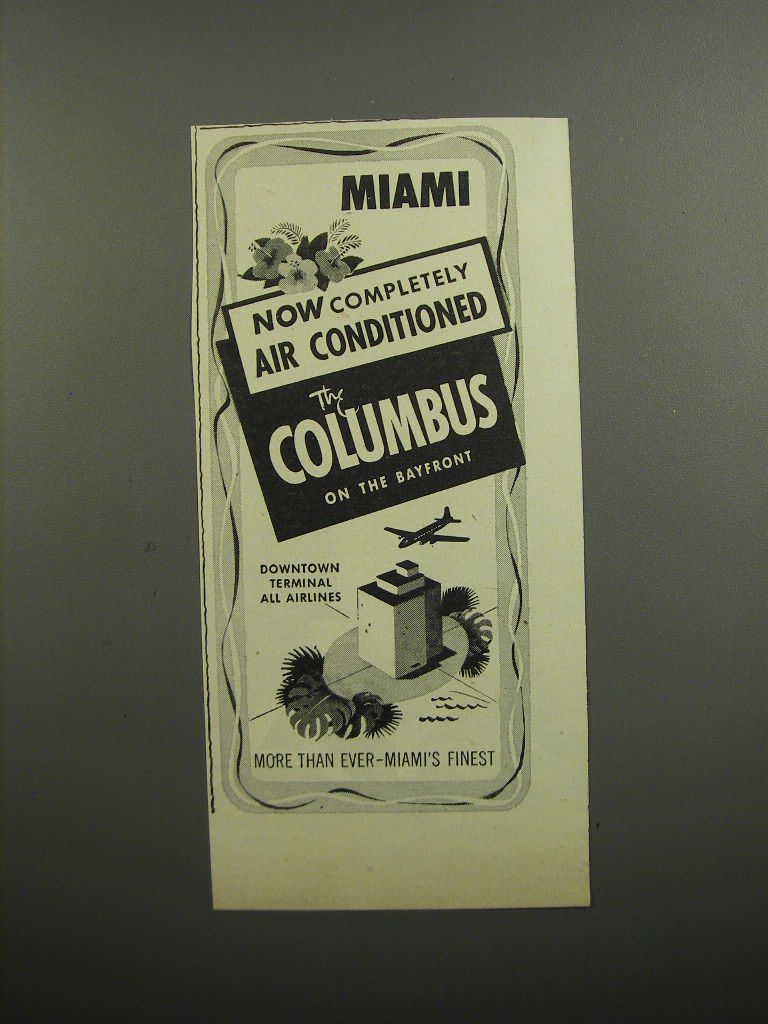 MIAMI
NOW COMPLETELY
AIR CONDITIONED
The
COLUMBUS
ON THE BAYFRONT
DOWNTOWN
TERMINAL
ALL AIRLINES
MORE THAN EVER-MIAMI'S FINEST